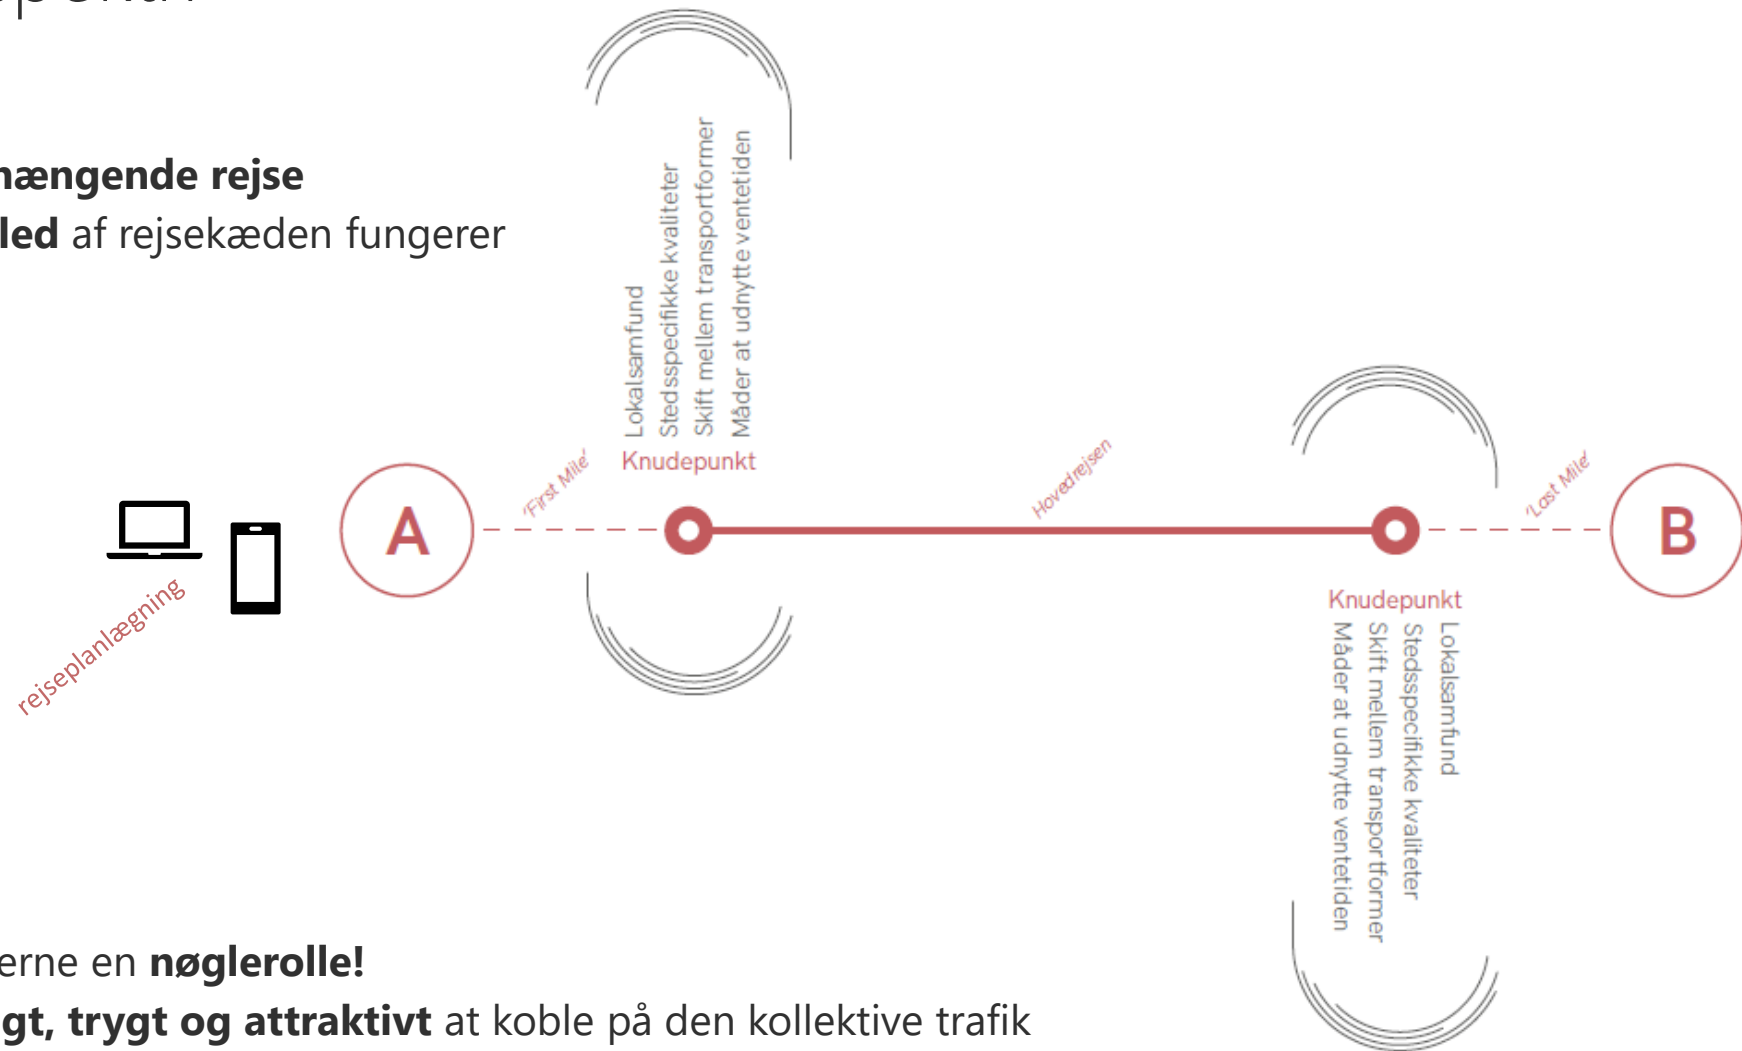 hængende rejse
led af rejsekæden fungerer
Lokalsamfund
Stedsspecifikke kvaliteter
Skift mellem transportformer
Måder at udnytte ventetiden
Knudepunkt
'First Mile'
Hovedrejsen
'Last Mile'
A
B
rejseplanlægning
Knudepunkt
Lokalsamfund
Stedsspecifikke kvaliteter
Skift mellem transportformer
Måder at udnytte ventetiden
erne en nøglerolle!
gt, trygt og attraktivt at koble på den kollektive trafik